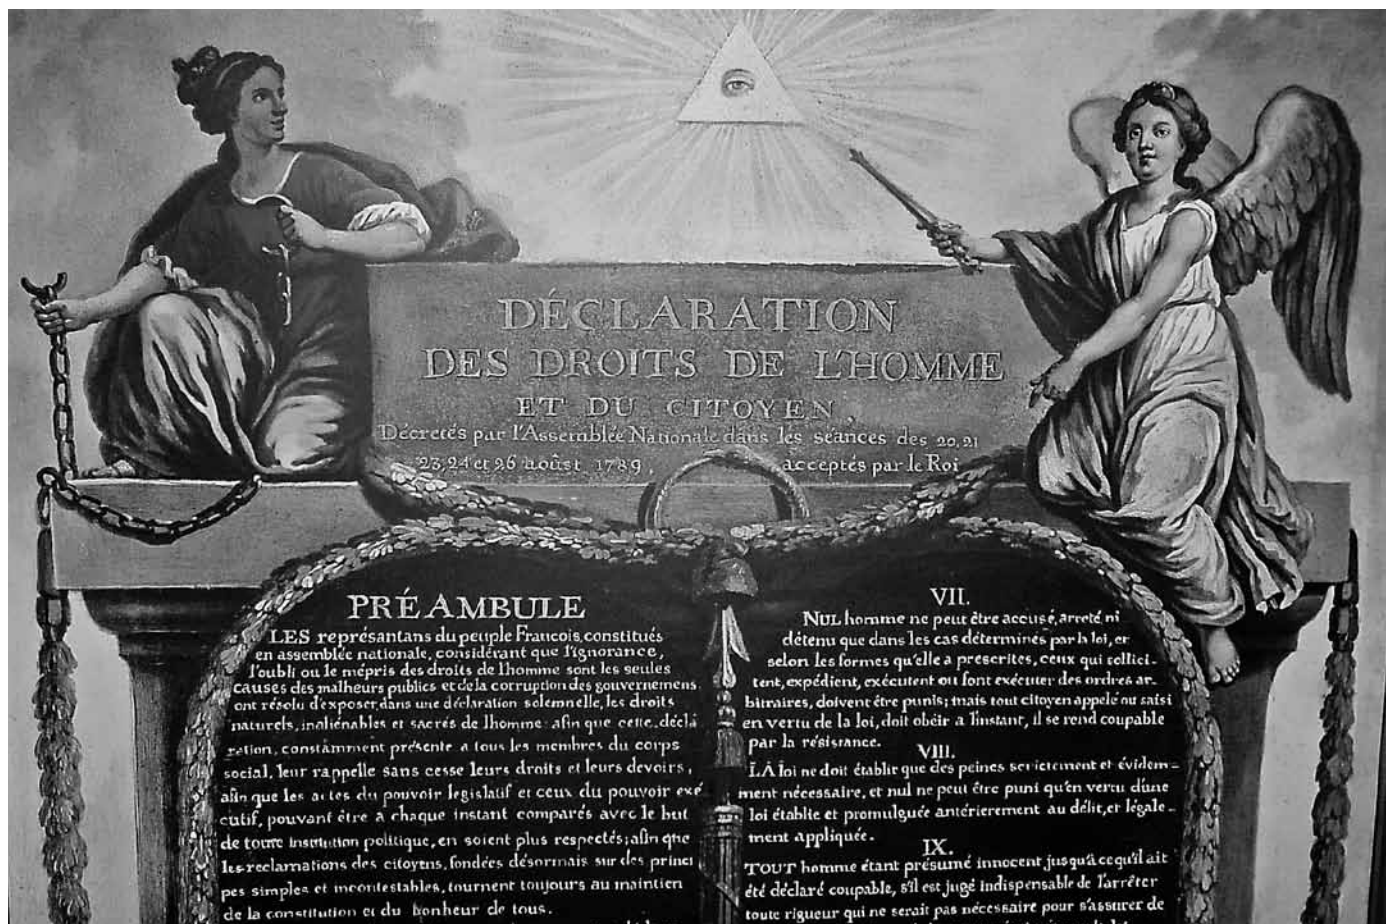 DÉCLARATION
DES DROITS DE L'HOMME
ET DU CITOYEN,
Décretés par l'Assemblée Nationale dans les séances des 20, 21
23, 24 et 26 août 1789, acceptés par le Roi
PRÉAMBULE
LES représantans du peuple Francois, constitués
en assemblée nationale, considérant que l'ignorance,
l'oubli ou le mépris des droits de l'homme sont les seules
causes des malheurs publics et de la corruption des gouvernemens
ont résolu d'exposer, dans une déclaration solemnelle, les droits
naturels, inaliénables et sacrés de l'homme: afin que cette décla
ration, constamment présente a tous les membres du corps
social, leur rappelle sans cesse leurs droits et leurs devoirs,
afin que les actes du pouvoir legislatif et ceux du pouvoir exé
cutif, pouvant être à chaque instant comparés avec le but
de toute institution politique, en soient plus respectés; afin que
les reclamations des citoyens, fondées désormais sur des princi
pes simples et incontestables, tournent toujours au maintien
de la constitution et du bonheur de tous.
VII.
NUL homme ne peut être accusé, arreté ni
détenu que dans les cas déterminés par la loi, et
selon les formes qu'elle a prescrites, ceux qui sollici-
tent, expédient, exécutent ou font exécuter des ordres ar-
bitraires, doivent être punis; mais tout citoyen appelé ou saisi
en vertu de la loi, doit obéir a l'instant, il se rend coupable
par la résistance.
VIII.
LA loi ne doit établir que des peines strictement et évidem-
ment nécessaire, et nul ne peut être puni qu'en vertu d'une
loi établie et promulguée antérierement au délit, et légale-
ment appliquée.
IX.
TOUT homme étant présumé innocent jusqu'à ce qu'il ait
été déclaré coupable, s'il est jugé indispensable de l'arrêter
toute rigueur qui ne serait pas nécessaire pour s'assurer de